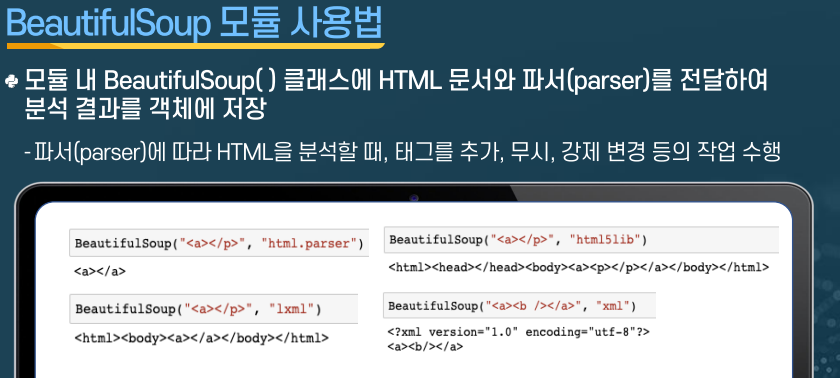 BeautifulSoup 모듈 사용법
모듈 내 BeautifulSoup( ) 클래스에 HTML 문서와 파서(parser)를 전달하여
분석 결과를 객체에 저장
- 파서(parser)에 따라 HTML을 분석할 때, 태그를 추가, 무시, 강제 변경 등의 작업 수행
BeautifulSoup("<a></p>", "html.parser")
<a></a>
BeautifulSoup("<a></p>", "lxml")
<html><body><a></a></body></html>
BeautifulSoup("<a></p>", "html5lib")
<html><head></head><body><a><p></p></a></body></html>
BeautifulSoup("<a><b /></a>", "xml")
<?xml version="1.0" encoding="utf-8"?>
<a><b/></a>